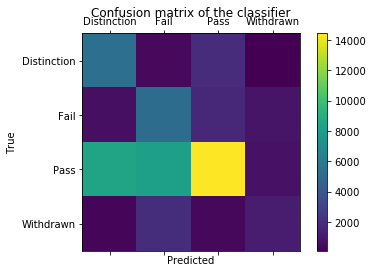 Confusion matrix of the classifier
Distinction Fail Pass Withdrawn
Distinction
Fail
Pass
Withdrawn
True
Predicted
14000
12000
10000
8000
6000
4000
2000